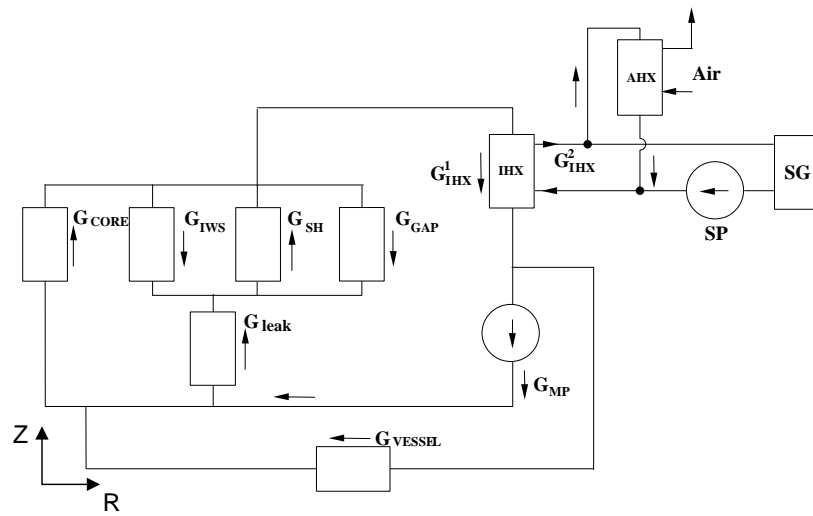 AHX
Air
G¹IHX
IHX
G²IHX
SG
SP
GCORE
GIWS
GSH
GGAP
Gleak
GMP
GVESSEL
Z
R